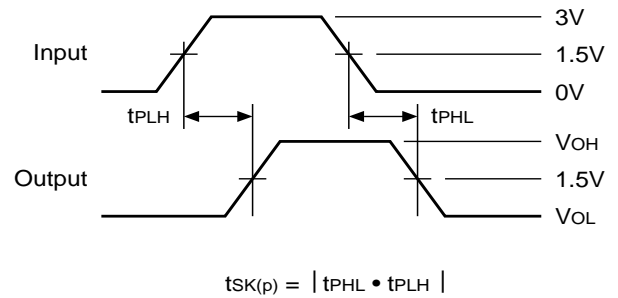 3V
Input
1.5V
0V
tPLH
tPHL
VOH
Output
1.5V
VOL
tSK(p) = | tPHL • tPLH |